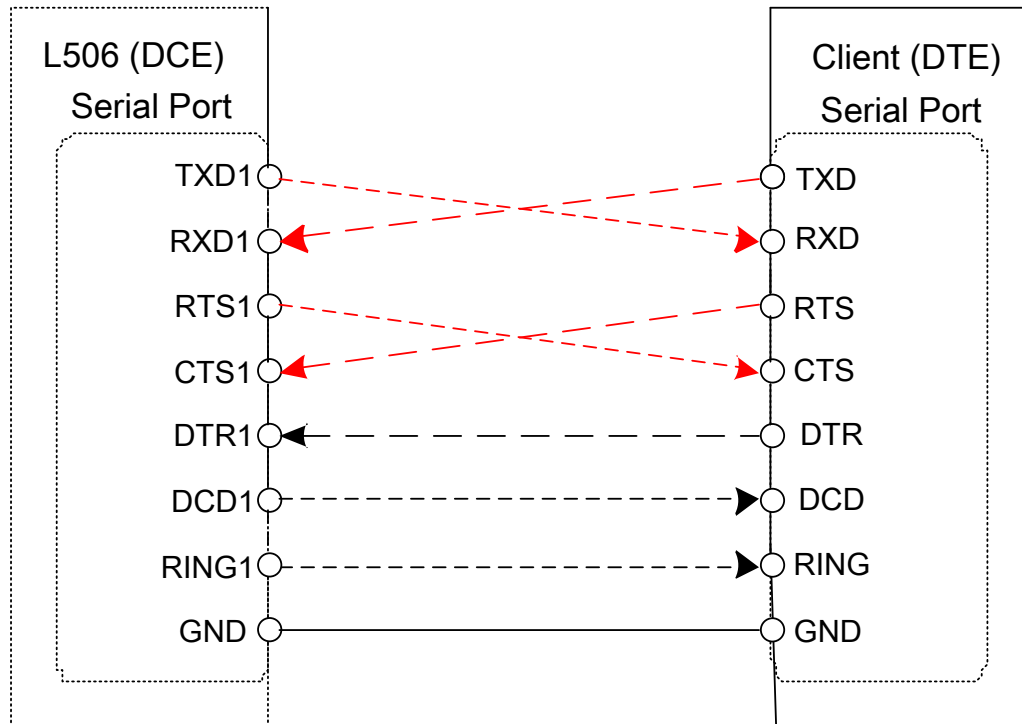 L506 (DCE)
Serial Port
TXD1
RXD1
RTS1
CTS1
DTR1
DCD1
RING1
GND
Client (DTE)
Serial Port
TXD
RXD
RTS
CTS
DTR
DCD
RING
GND